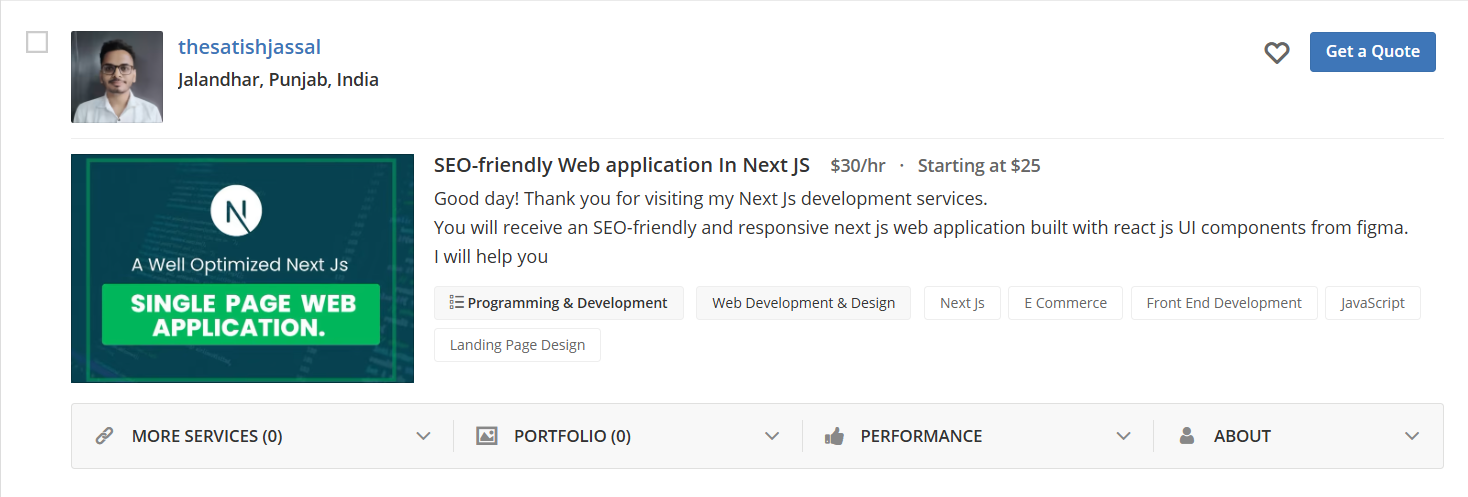 thesatishjassal
Jalandhar, Punjab, India
Get a Quote
N
A Well Optimized Next Js
SINGLE PAGE WEB
APPLICATION.
SEO-friendly Web application In Next JS $30/hr · Starting at $25
Good day! Thank you for visiting my Next Js development services.
You will receive an SEO-friendly and responsive next js web application built with react js UI components from figma.
I will help you
Programming & Development Web Development & Design Next Js E Commerce Front End Development JavaScript
Landing Page Design
MORE SERVICES (0) PORTFOLIO (0) PERFORMANCE ABOUT